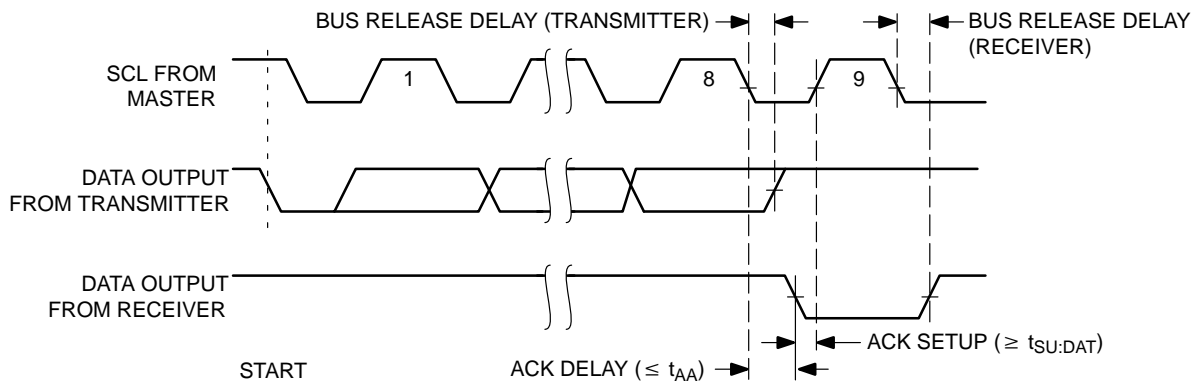 BUS RELEASE DELAY (TRANSMITTER)
BUS RELEASE DELAY
(RECEIVER)
SCL FROM
MASTER
1
8
9
DATA OUTPUT
FROM TRANSMITTER
DATA OUTPUT
FROM RECEIVER
ACK SETUP (≥ tSU:DAT)
START
ACK DELAY (≤ tAA)